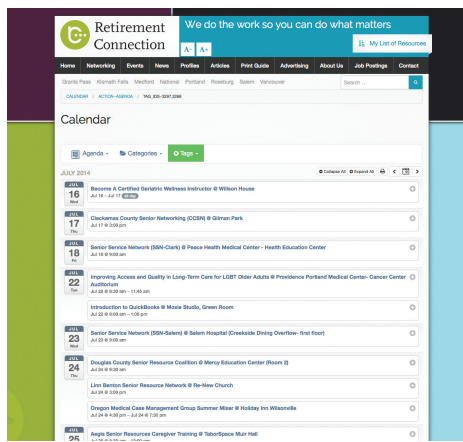 Retirement
Connection
We do the work so you can do what matters
A- A+
My List of Resources
Home Networking Events News Profiles Articles Print Guide Advertising About Us Job Postings Contact
Grants Pass Klamath Falls Medford National Portland Roseburg Salem Vancouver
Search ...
CALENDAR / ACTION~AGENDA / TAG_IDS~3297,3266
Calendar
Agenda Categories Tags
JULY 2014
Collapse All Expand All
JUL
16
Wed
Become A Certified Geriatric Wellness Instructor @ Willson House
Jul 16 – Jul 17 all-day
JUL
17
Thu
Clackamas County Senior Networking (CCSN) @ Gilman Park
Jul 17 @ 3:00 pm
JUL
18
Fri
Senior Service Network (SSN-Clark) @ Peace Health Medical Center - Health Education Center
Jul 18 @ 9:00 am
JUL
22
Tue
Improving Access and Quality in Long-Term Care for LGBT Older Adults @ Providence Portland Medical Center- Cancer Center
Auditorium
Jul 22 @ 8:30 am – 11:45 am
Introduction to QuickBooks @ Moxie Studio, Green Room
Jul 22 @ 9:00 am – 1:00 pm
JUL
23
Wed
Senior Service Network (SSN-Salem) @ Salem Hospital (Creekside Dining Overflow- first floor)
Jul 23 @ 9:00 am
JUL
24
Thu
Douglas County Senior Resource Coalition @ Mercy Education Center (Room 2)
Jul 24 @ 8:30 am
Linn Benton Senior Resource Network @ Re-New Church
Jul 24 @ 3:00 pm
Oregon Medical Case Management Group Summer Mixer @ Holiday Inn Wilsonville
Jul 24 @ 4:30 pm – Jul 24 @ 7:30 pm
JUL
25
Aegis Senior Resources Caregiver Training @ TaborSpace Muir Hall